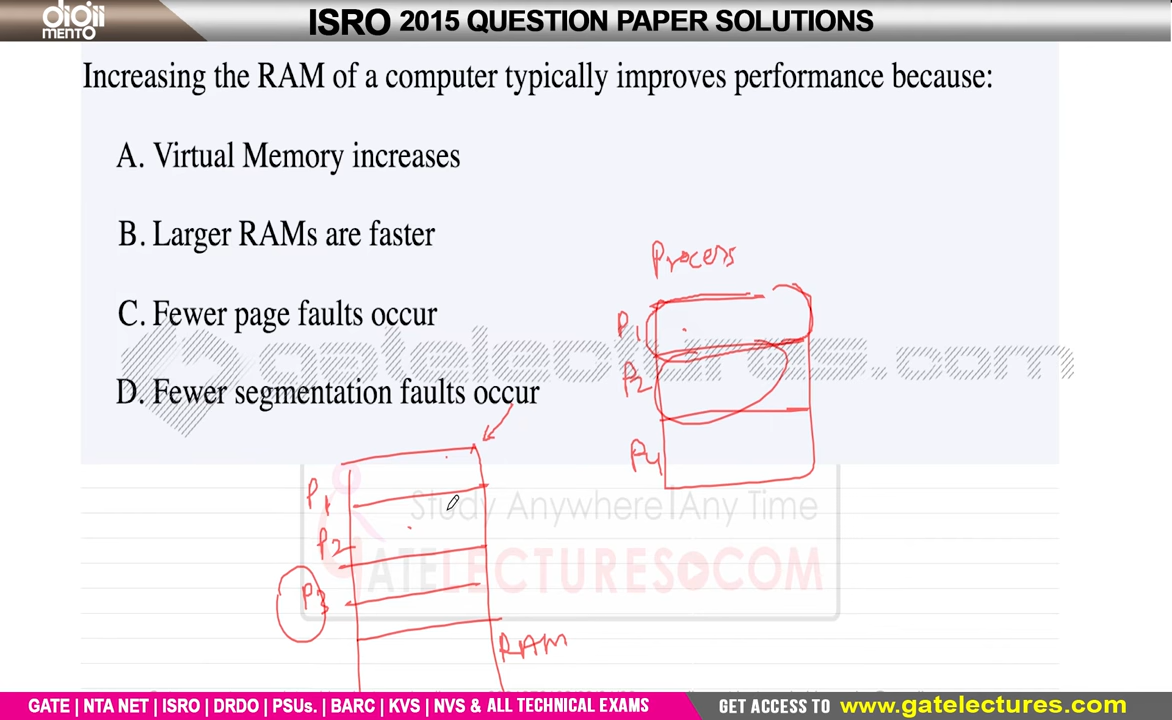 digii
MENTO
ISRO 2015 QUESTION PAPER SOLUTIONS
Increasing the RAM of a computer typically improves performance because:
A. Virtual Memory increases
B. Larger RAMs are faster
Process
C. Fewer page faults occur
P1
gatelectures.com
P2
D. Fewer segmentation faults occur
P4
P1
Study Anywhere|Any Time
P2
GATELECTURES.COM
P3
RAM
GATE | NTA NET | ISRO | DRDO | PSUs. | BARC | KVS | NVS & ALL TECHNICAL EXAMS
GET ACCESS TO www.gatelectures.com